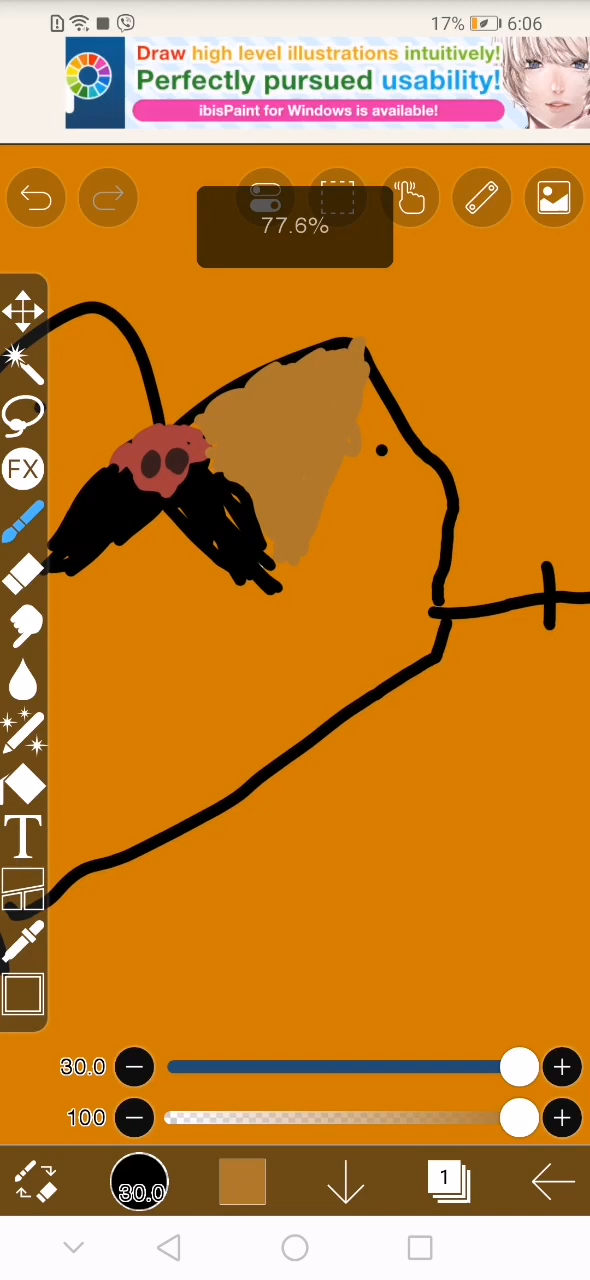 17% 6:06
Draw high level illustrations intuitively!
Perfectly pursued usability!
ibisPaint for Windows is available!
77.6%
FX
T
30.0
100
30.0
1